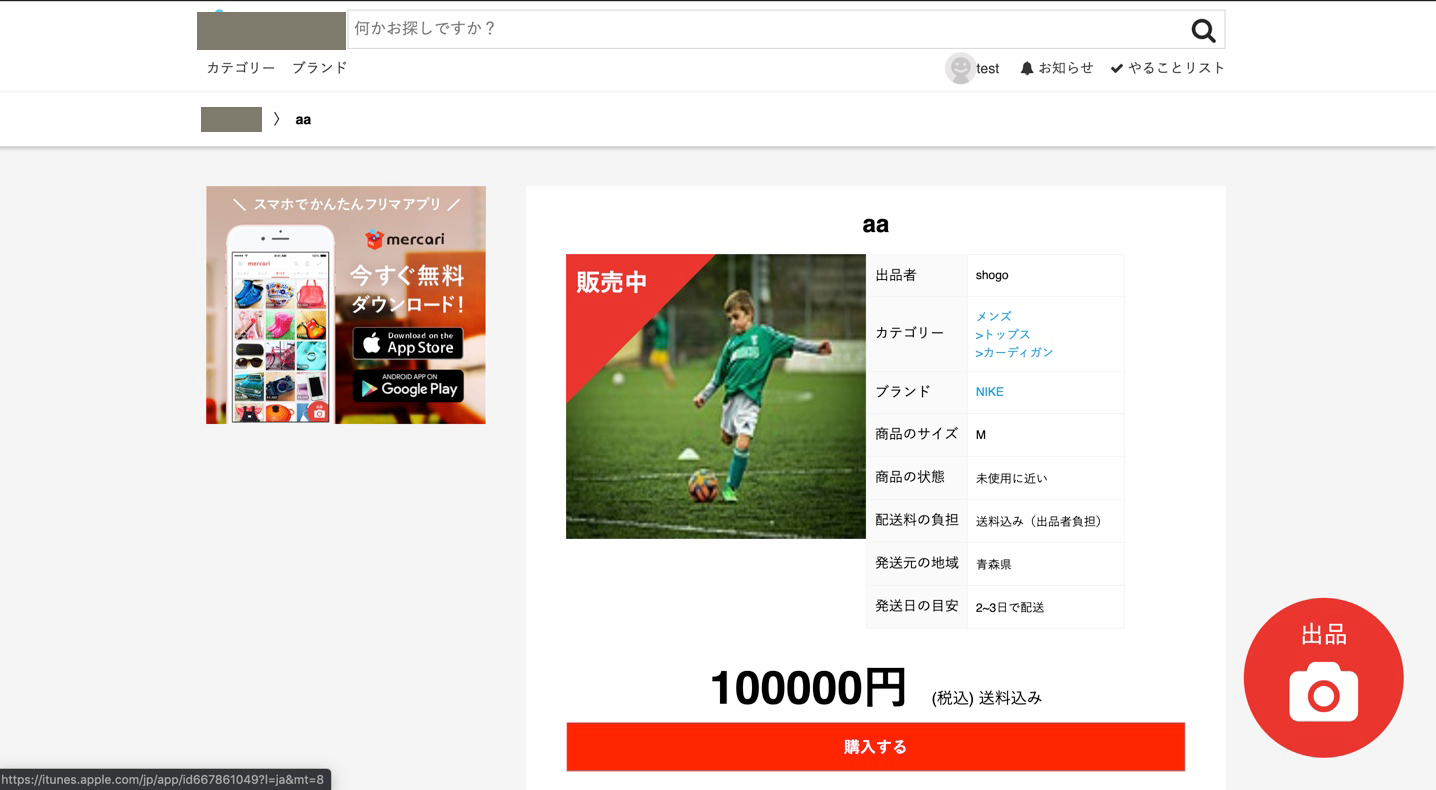 何かお探しですか？
カテゴリー ブランド
test お知らせ やることリスト
〉 aa
＼ スマホでかんたんフリマアプリ ／
mercari
今すぐ無料
ダウンロード！
Download on the
App Store
ANDROID APP ON
Google Play
mercari
aa
販売中
出品者 shogo
カテゴリー メンズ
>トップス
>カーディガン
ブランド NIKE
商品のサイズ M
商品の状態 未使用に近い
配送料の負担 送料込み（出品者負担）
発送元の地域 青森県
発送日の目安 2~3日で配送
100000円 (税込) 送料込み
購入する
出品
https://itunes.apple.com/jp/app/id667861049?l=ja&mt=8